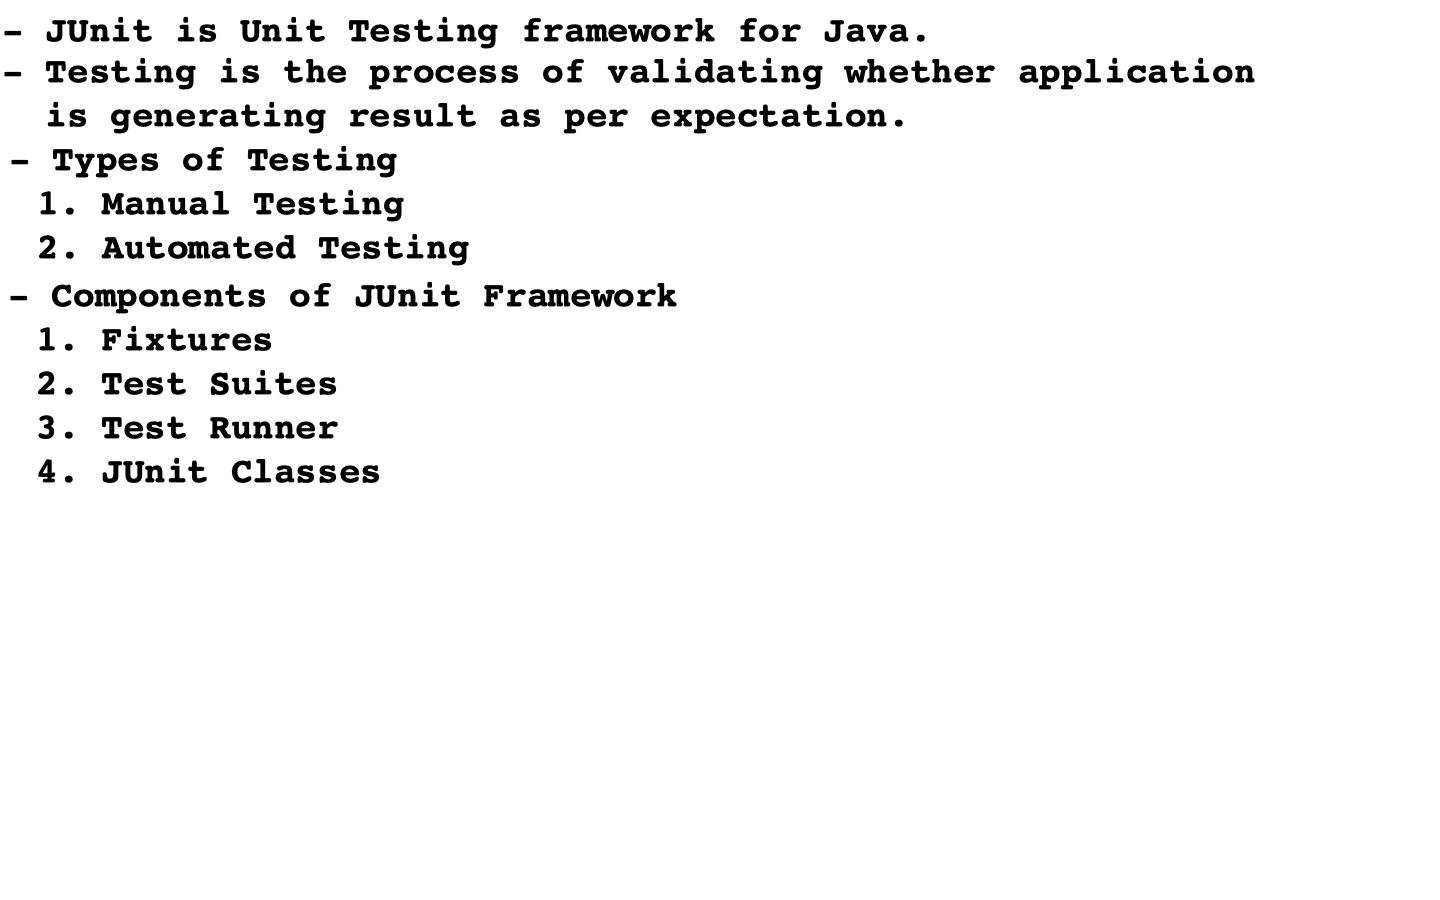 - JUnit is Unit Testing framework for Java.
- Testing is the process of validating whether application
is generating result as per expectation.
- Types of Testing
1. Manual Testing
2. Automated Testing
- Components of JUnit Framework
1. Fixtures
2. Test Suites
3. Test Runner
4. JUnit Classes